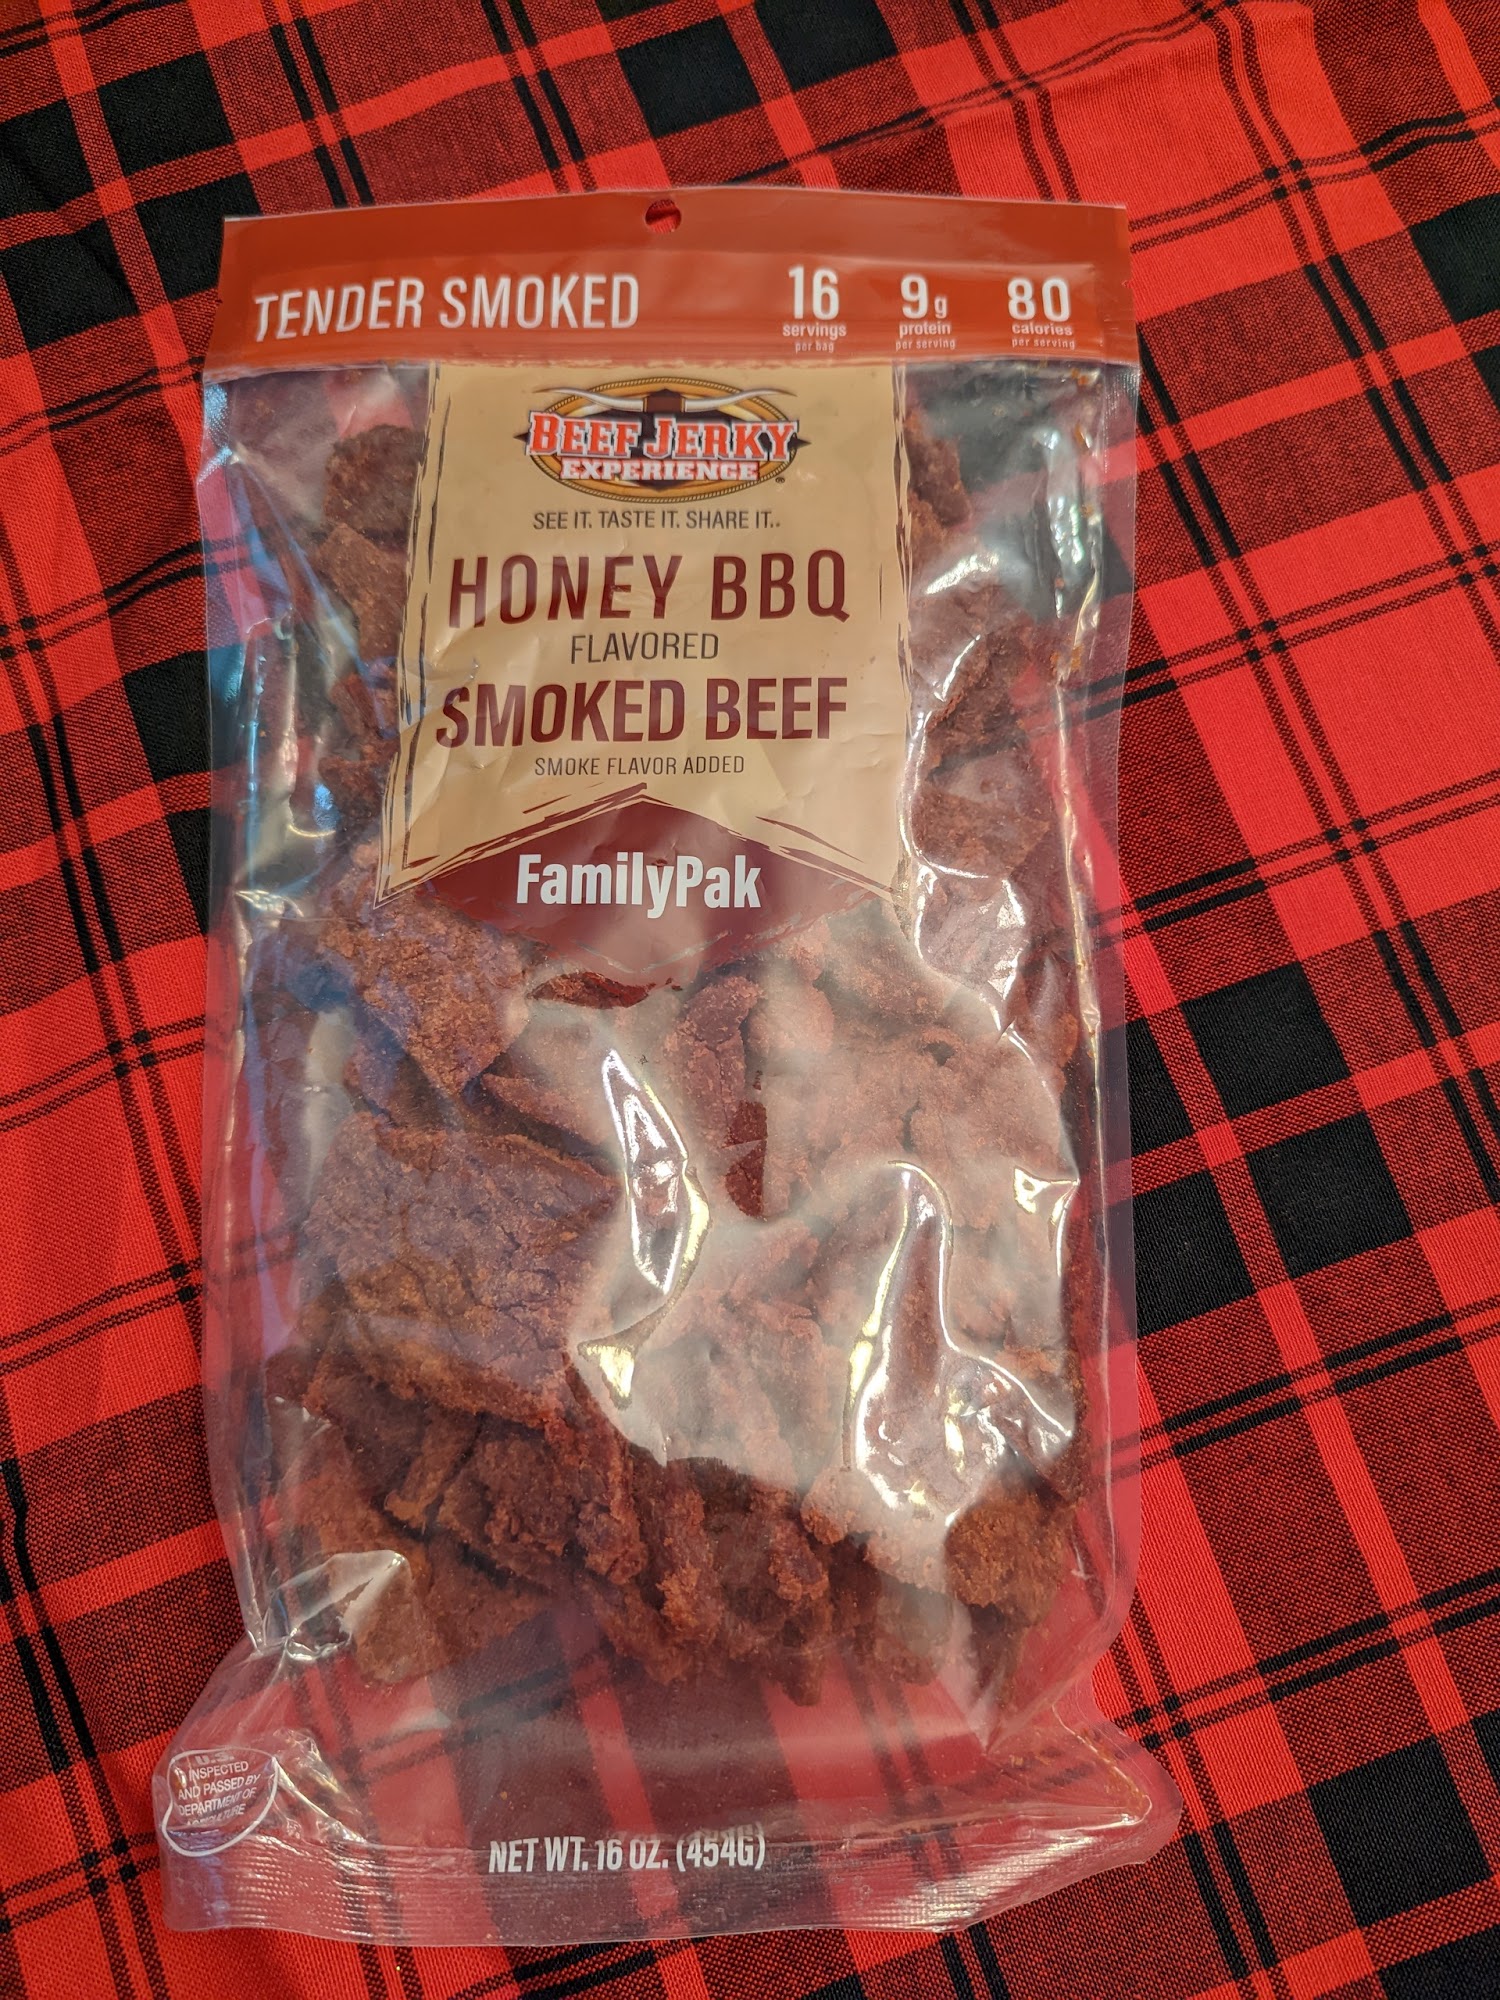 TENDER SMOKED
16 servings per bag
9g protein per serving
80 calories per serving
BEEF JERKY
EXPERIENCE®
SEE IT. TASTE IT. SHARE IT..
HONEY BBQ
FLAVORED
SMOKED BEEF
SMOKE FLAVOR ADDED
FamilyPak
U.S.
INSPECTED
AND PASSED BY
DEPARTMENT OF
AGRICULTURE
NET WT. 16 OZ. (454G)